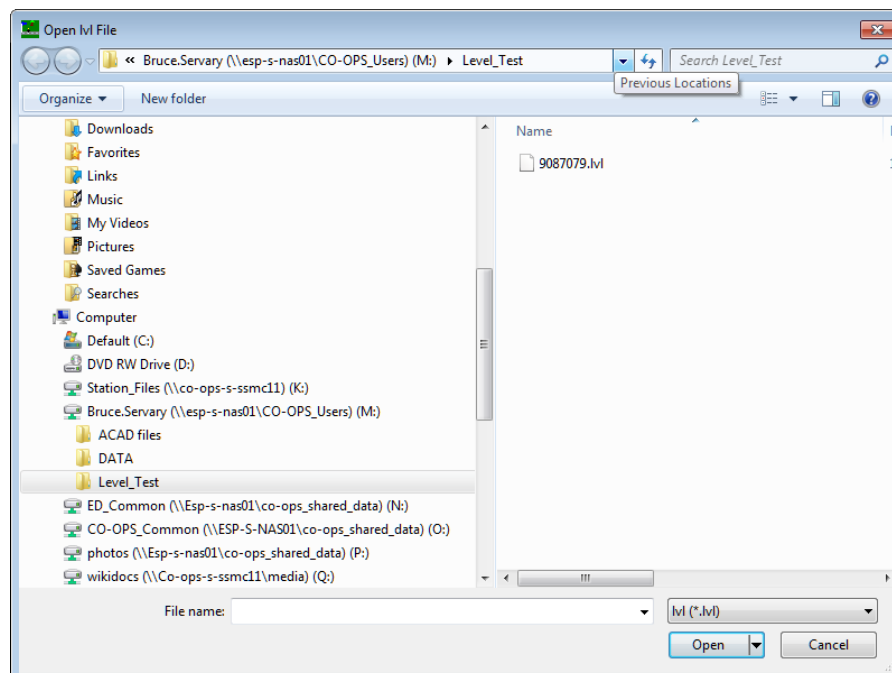 Open lvl File
« Bruce.Servary (\\esp-s-nas01\CO-OPS_Users) (M:) ▸ Level_Test
Search Level_Test
Previous Locations
Organize
New folder
Downloads
Favorites
Links
Music
My Videos
Pictures
Saved Games
Searches
Computer
Default (C:)
DVD RW Drive (D:)
Station_Files (\\co-ops-s-ssmc11) (K:)
Bruce.Servary (\\esp-s-nas01\CO-OPS_Users) (M:)
ACAD files
DATA
Level_Test
ED_Common (\\Esp-s-nas01\co-ops_shared_data) (N:)
CO-OPS_Common (\\ESP-S-NAS01\co-ops_shared_data) (O:)
photos (\\Esp-s-nas01\co-ops_shared_data) (P:)
wikidocs (\\Co-ops-s-ssmc11\media) (Q:)
Name
9087079.lvl
File name:
lvl (*.lvl)
Open
Cancel